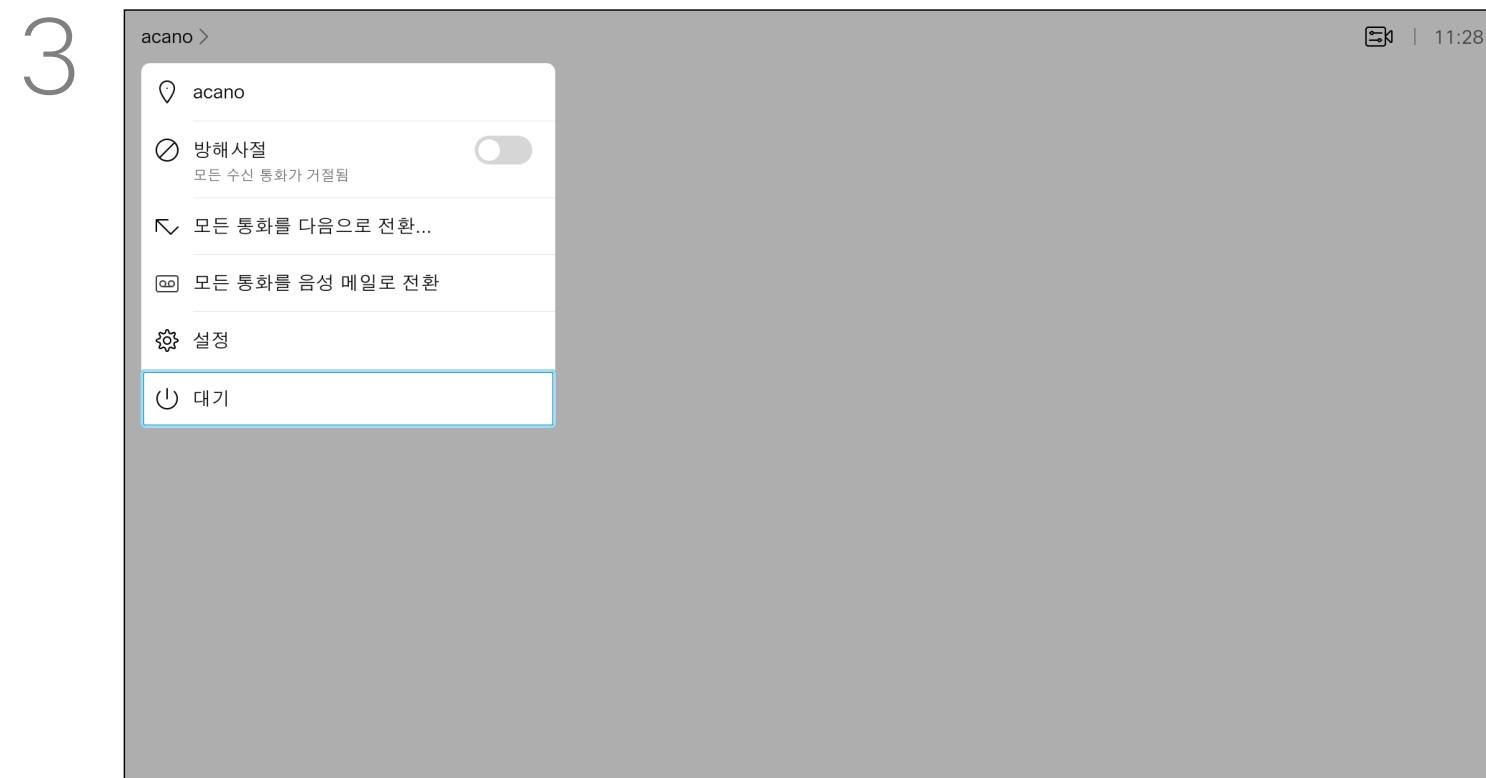 3
acano >
11:28
acano
방해사절
모든 수신 통화가 거절됨
모든 통화를 다음으로 전환...
모든 통화를 음성 메일로 전환
설정
대기